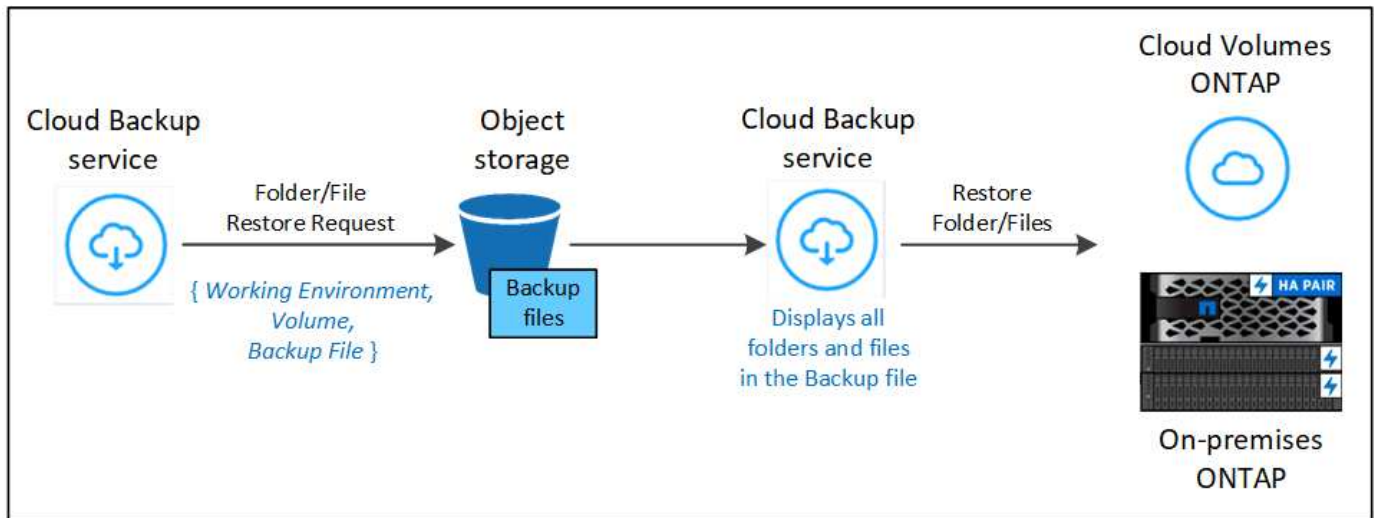 Cloud Backup
service
Folder/File
Restore Request
{ Working Environment,
Volume,
Backup File }
Object
storage
Backup
files
Cloud Backup
service
Displays all
folders and files
in the Backup file
Restore
Folder/Files
Cloud Volumes
ONTAP
HA PAIR
On-premises
ONTAP